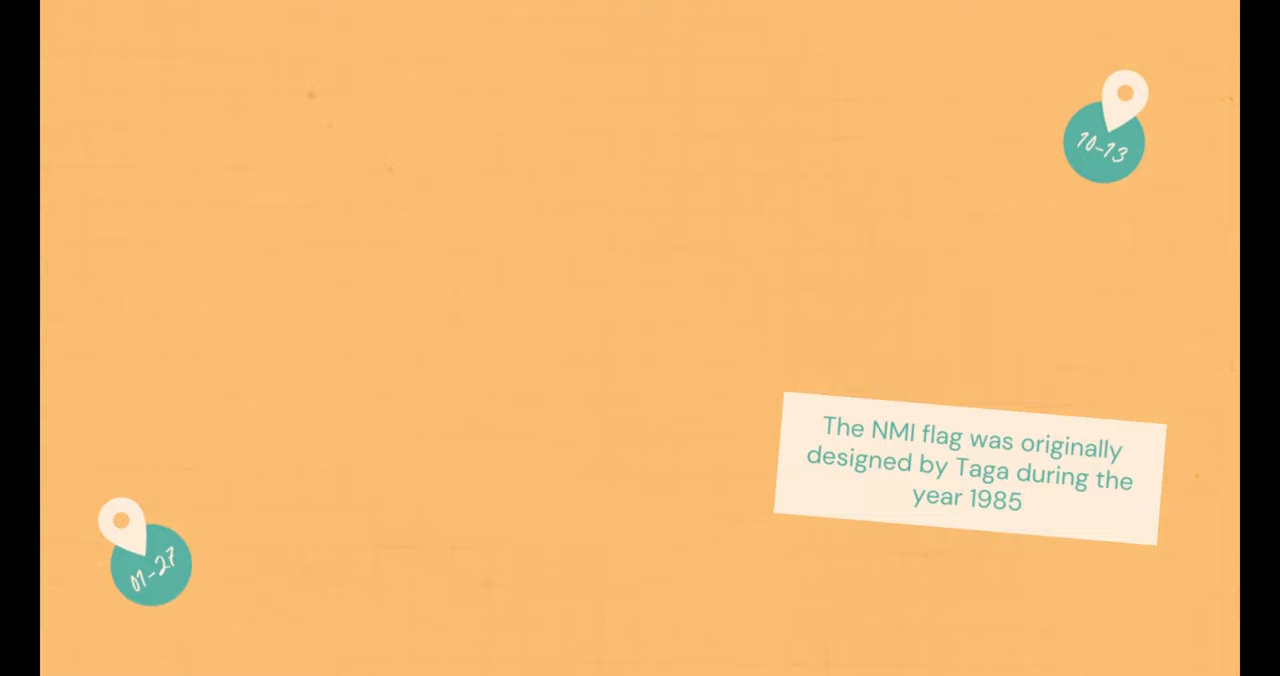 10-13
The NMI flag was originally
designed by Taga during the
year 1985
01-27